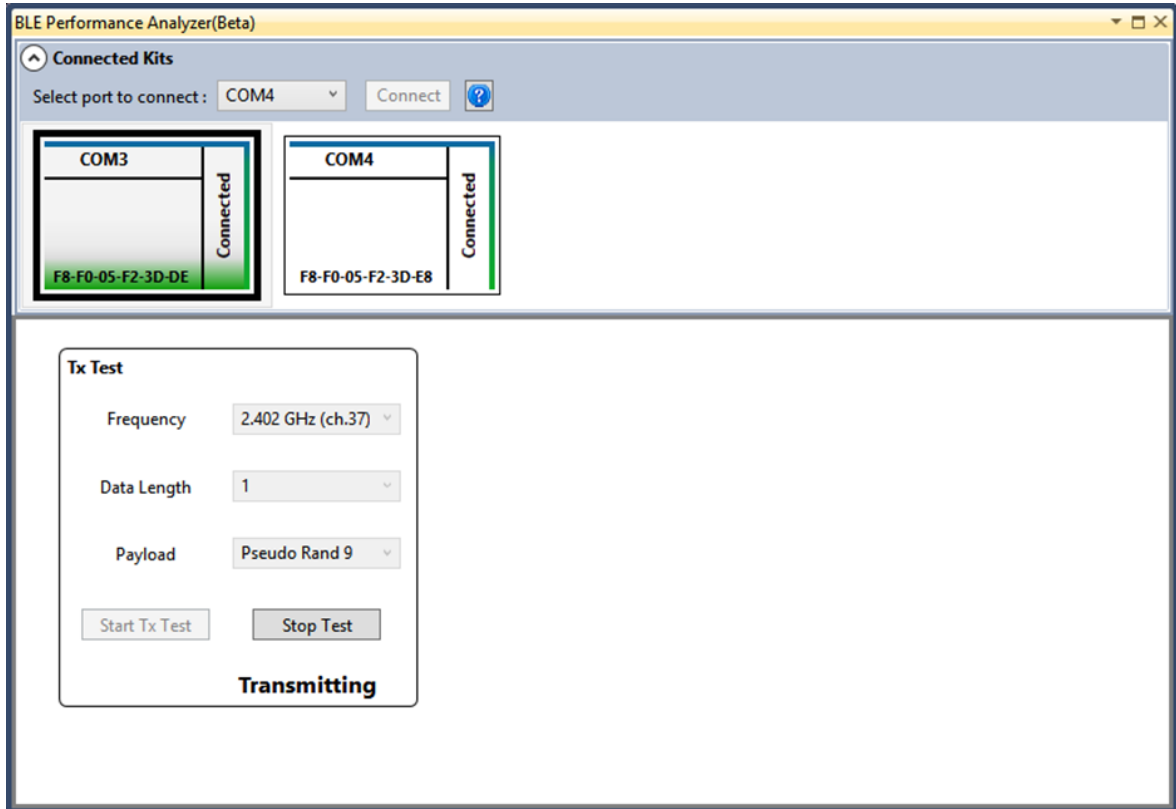 BLE Performance Analyzer(Beta)
Connected Kits
Select port to connect : COM4 Connect ?
COM3
Connected
F8-F0-05-F2-3D-DE
COM4
Connected
F8-F0-05-F2-3D-E8
Tx Test
Frequency 2.402 GHz (ch.37)
Data Length 1
Payload Pseudo Rand 9
Start Tx Test Stop Test
Transmitting